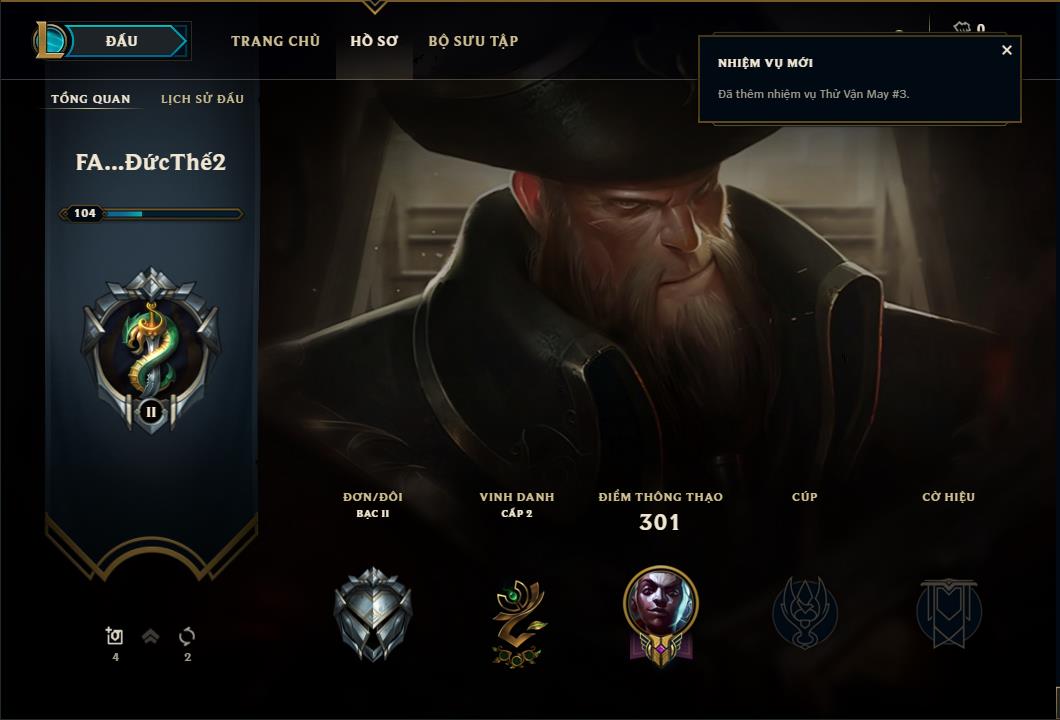 ĐẤU
TRANG CHỦ
HỒ SƠ
BỘ SƯU TẬP
0
NHIỆM VỤ MỚI
Đã thêm nhiệm vụ Thử Vận May #3.
TỔNG QUAN
LỊCH SỬ ĐẤU
FA...ĐứcThế2
104
II
ĐƠN/ĐÔI
BẠC II
VINH DANH
CẤP 2
ĐIỂM THÔNG THẠO
301
CÚP
CỜ HIỆU
4
2